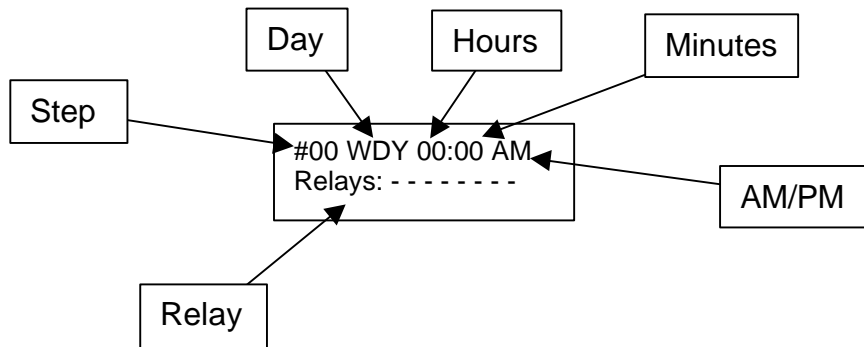 Day
Hours
Minutes
Step
#00 WDY 00:00 AM
Relays: - - - - - - - -
AM/PM
Relay